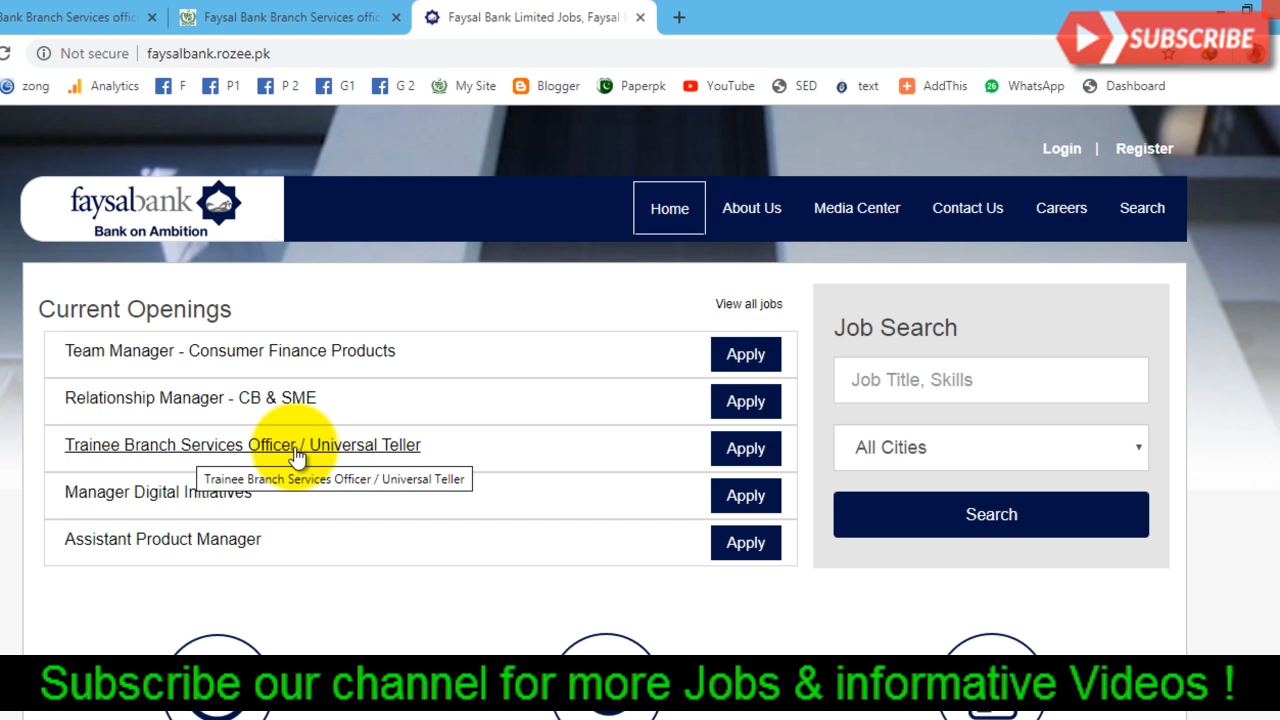 Bank Branch Services offic
Faysal Bank Branch Services offic
Faysal Bank Limited Jobs, Faysal
SUBSCRIBE
Not secure
faysalbank.rozee.pk
zong
Analytics
F
P1
P 2
G1
G 2
My Site
Blogger
Paperpk
YouTube
SED
text
AddThis
26
WhatsApp
Dashboard
Login | Register
faysabank
Bank on Ambition
Home
About Us
Media Center
Contact Us
Careers
Search
Current Openings
View all jobs
Team Manager - Consumer Finance Products
Apply
Relationship Manager - CB & SME
Apply
Trainee Branch Services Officer / Universal Teller
Apply
Trainee Branch Services Officer / Universal Teller
Manager Digital Initiatives
Apply
Assistant Product Manager
Apply
Job Search
Job Title, Skills
All Cities
Search
Subscribe our channel for more Jobs & informative Videos !